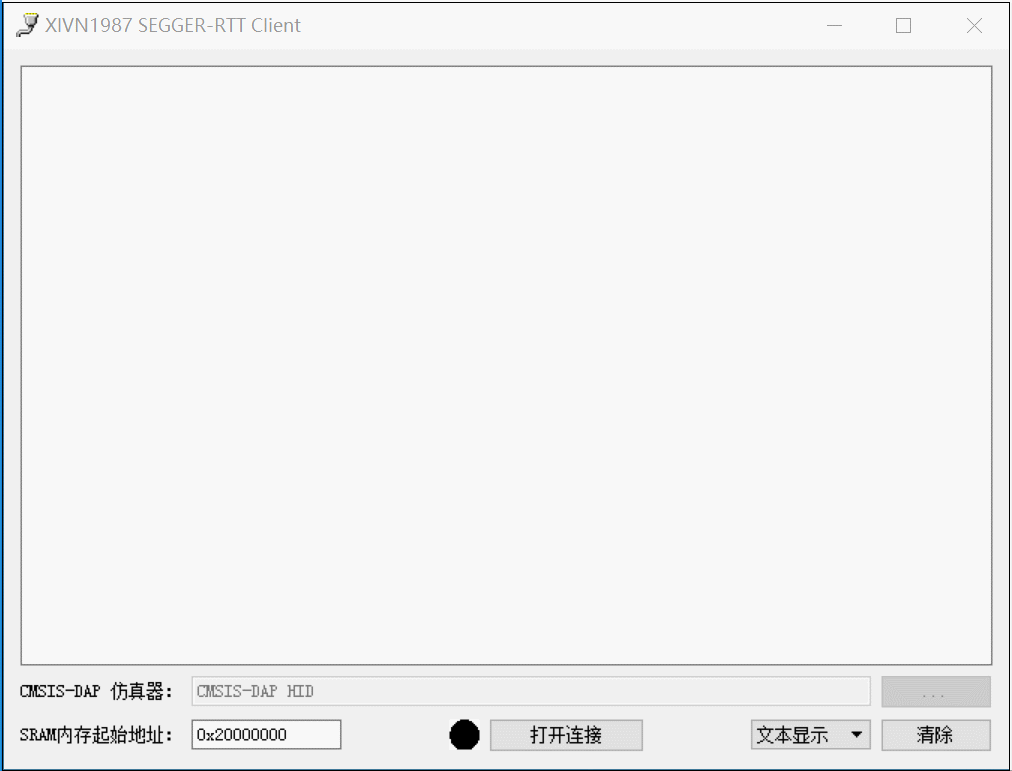 XIVN1987 SEGGER-RTT Client
CMSIS-DAP 仿真器: CMSIS-DAP HID ...
SRAM内存起始地址: 0x20000000 打开连接 文本显示 清除